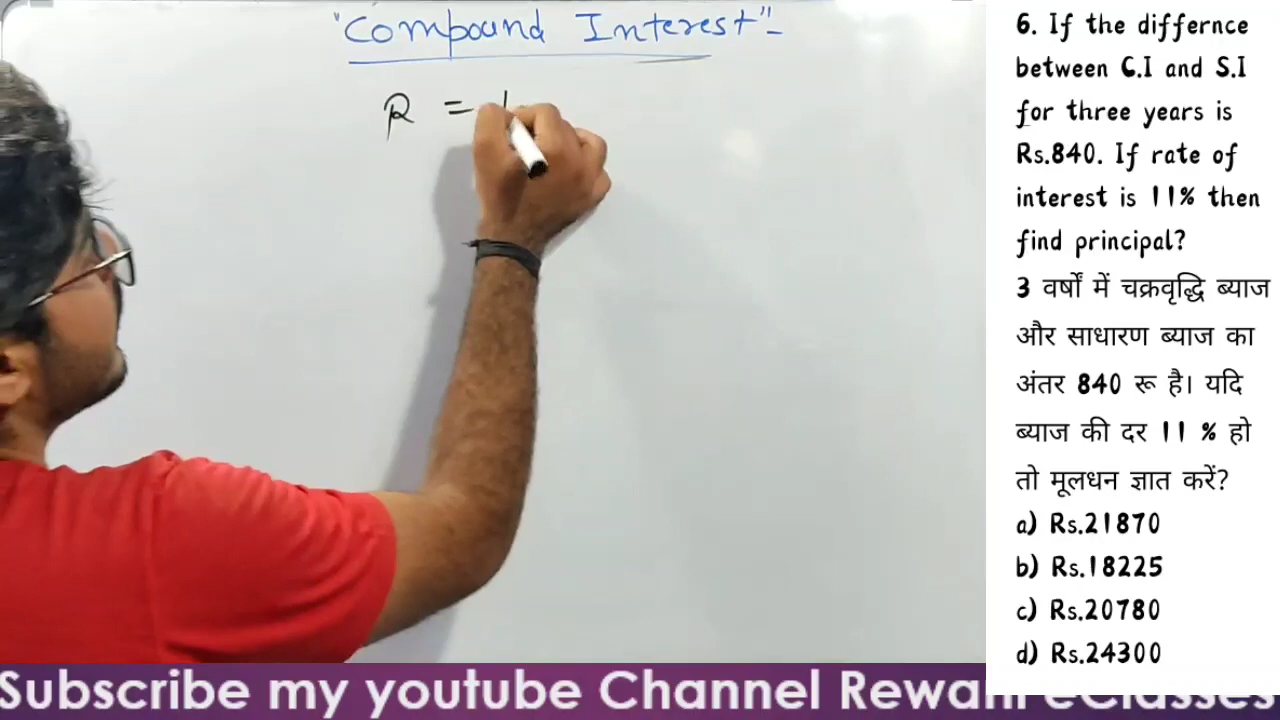 "Compound Interest"-
R =
6. If the differnce
between C.I and S.I
for three years is
Rs.840. If rate of
interest is 11% then
find principal?
3 वर्षों में चक्रवृद्धि ब्याज
और साधारण ब्याज का
अंतर 840 रू है। यदि
ब्याज की दर 11 % हो
तो मूलधन ज्ञात करें?
a) Rs.21870
b) Rs.18225
c) Rs.20780
d) Rs.24300
Subscribe my youtube Channel eClasses